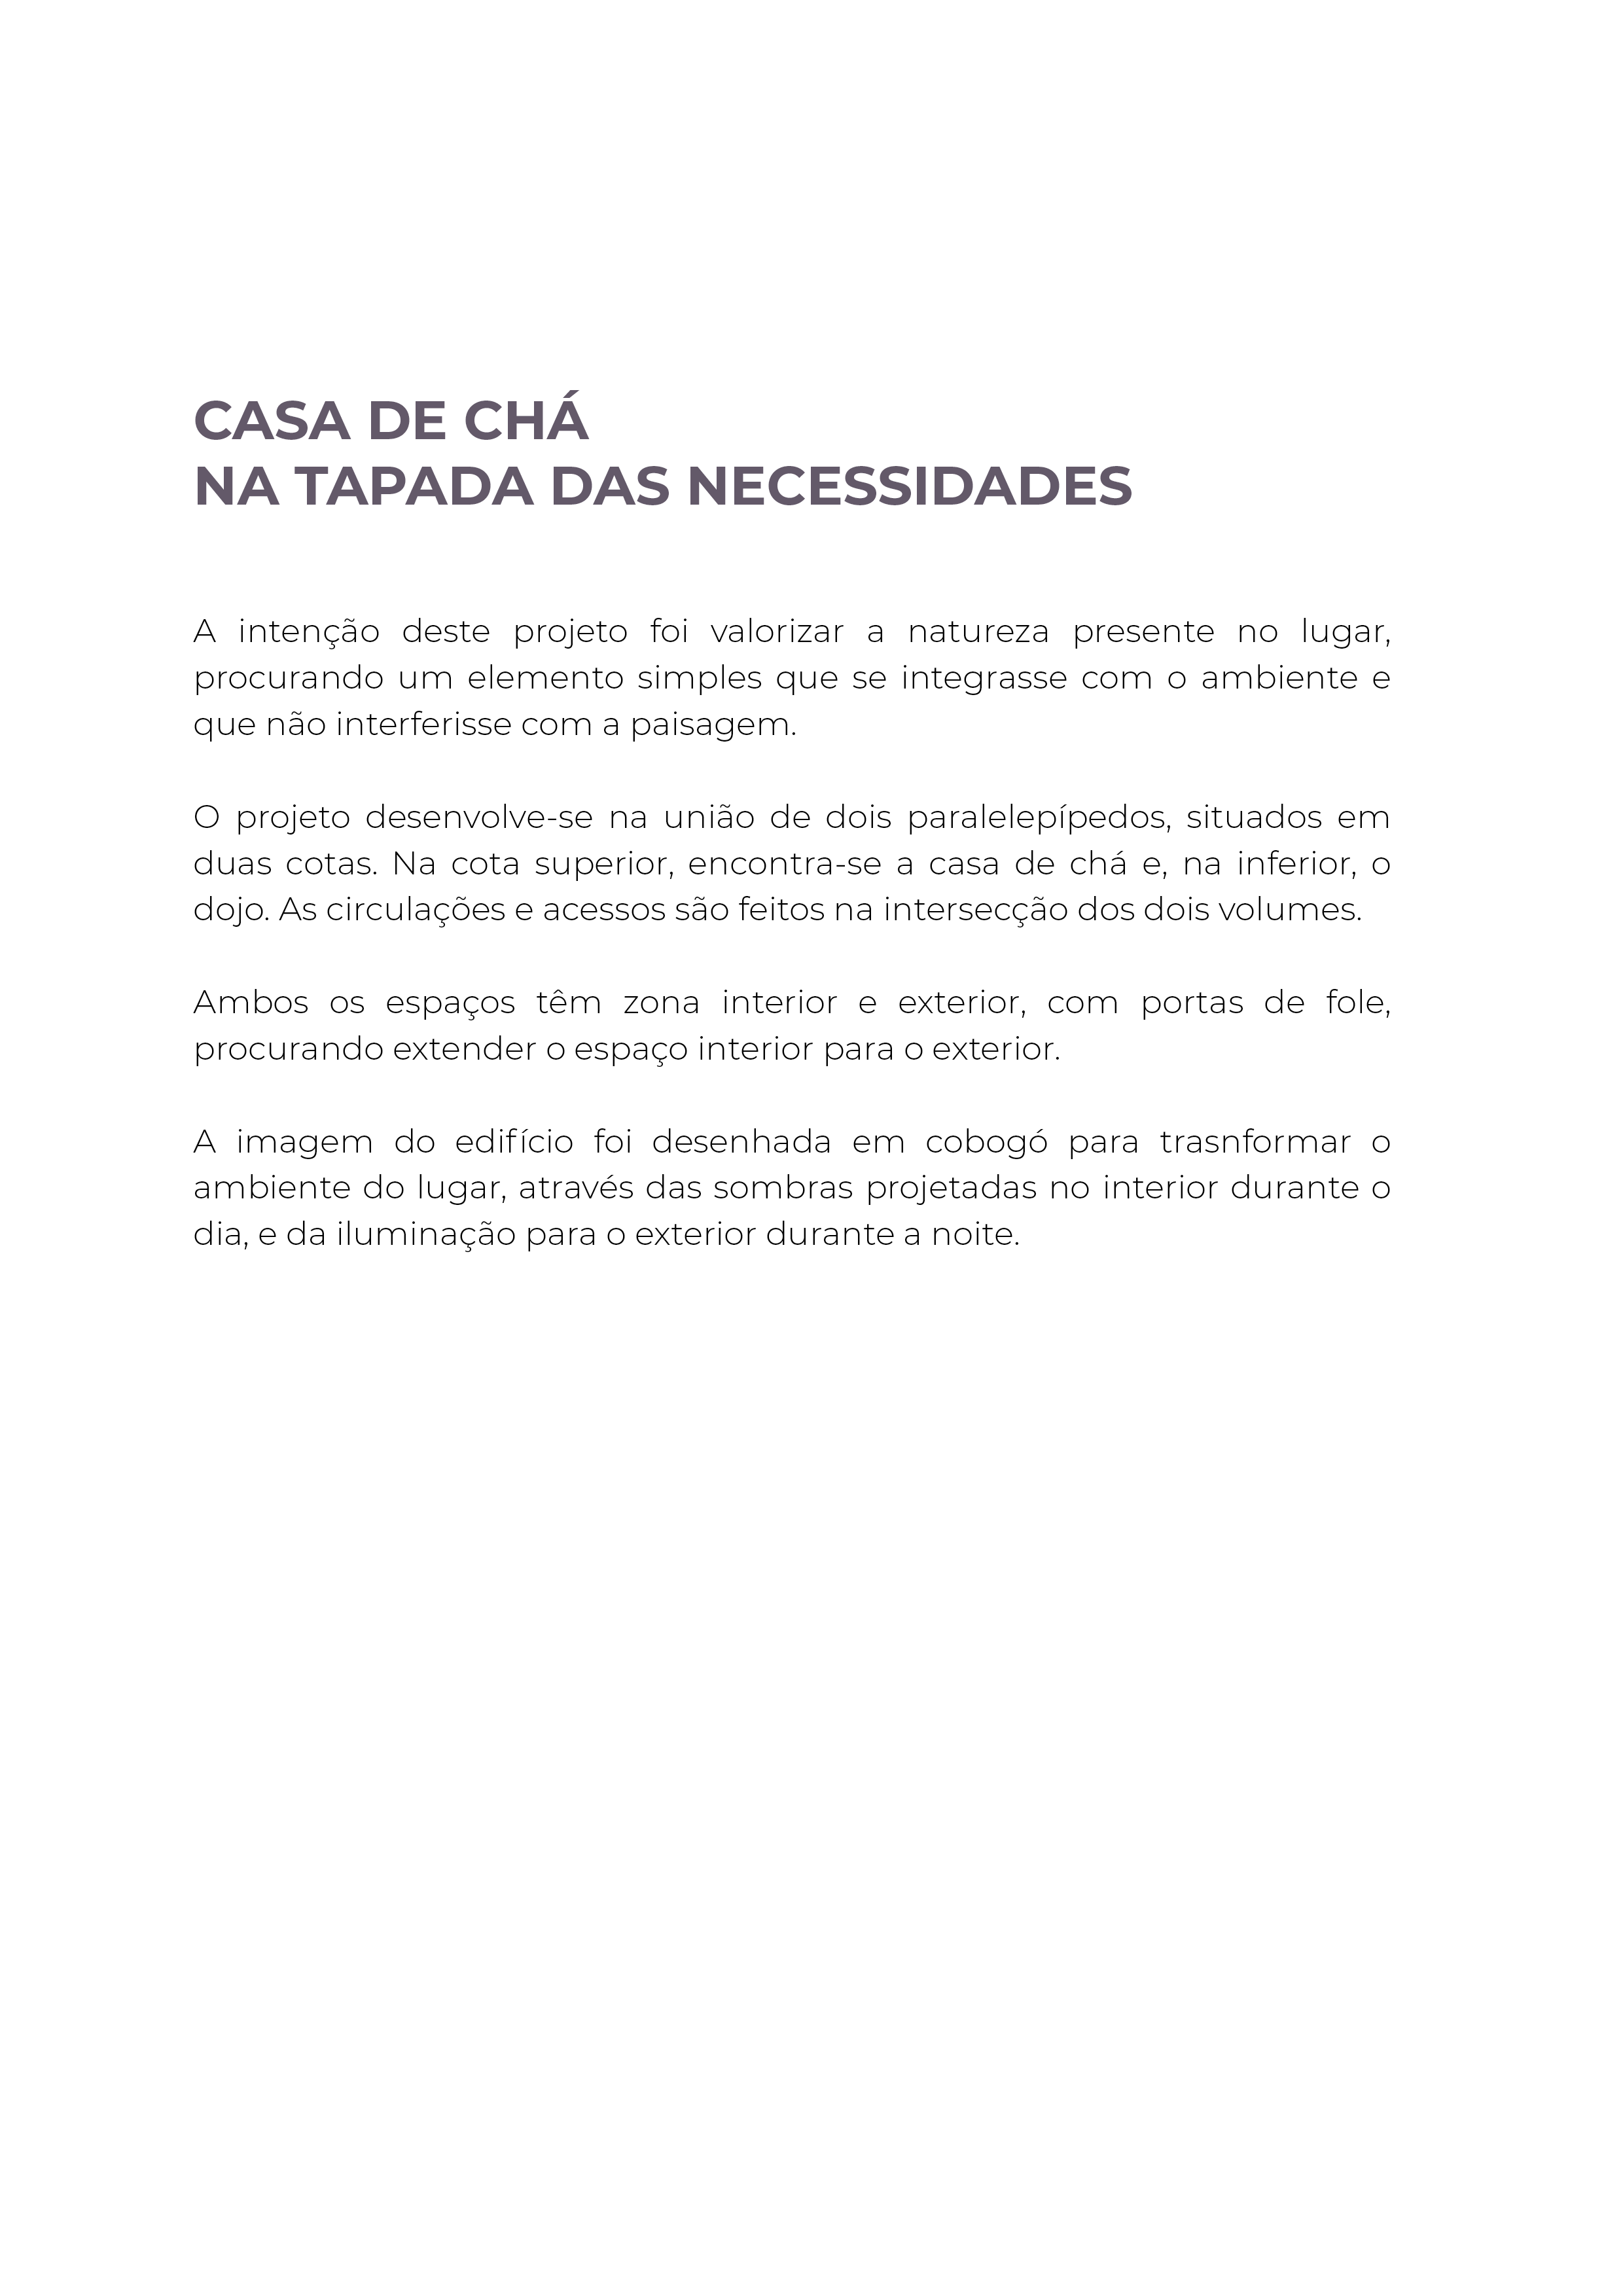 CASA DE CHÁ
NA TAPADA DAS NECESSIDADES
A intenção deste projeto foi valorizar a natureza presente no lugar,
procurando um elemento simples que se integrasse com o ambiente e
que não interferisse com a paisagem.
O projeto desenvolve-se na união de dois paralelepípedos, situados em
duas cotas. Na cota superior, encontra-se a casa de chá e, na inferior, o
dojo. As circulações e acessos são feitos na intersecção dos dois volumes.
Ambos os espaços têm zona interior e exterior, com portas de fole,
procurando extender o espaço interior para o exterior.
A imagem do edifício foi desenhada em cobogó para trasnformar o
ambiente do lugar, através das sombras projetadas no interior durante o
dia, e da iluminação para o exterior durante a noite.